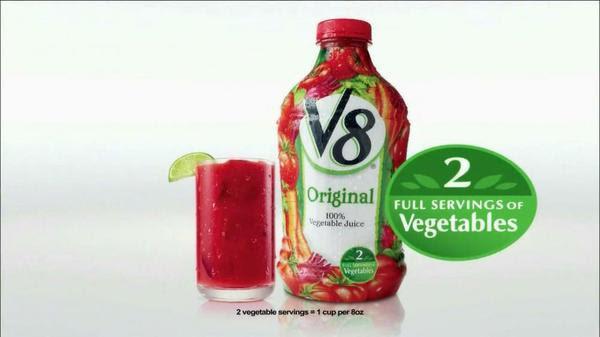 V8
Original
100%
Vegetable Juice
2
FULL SERVINGS OF
Vegetables
2
FULL SERVINGS OF
Vegetables
2 vegetable servings = 1 cup per 8oz